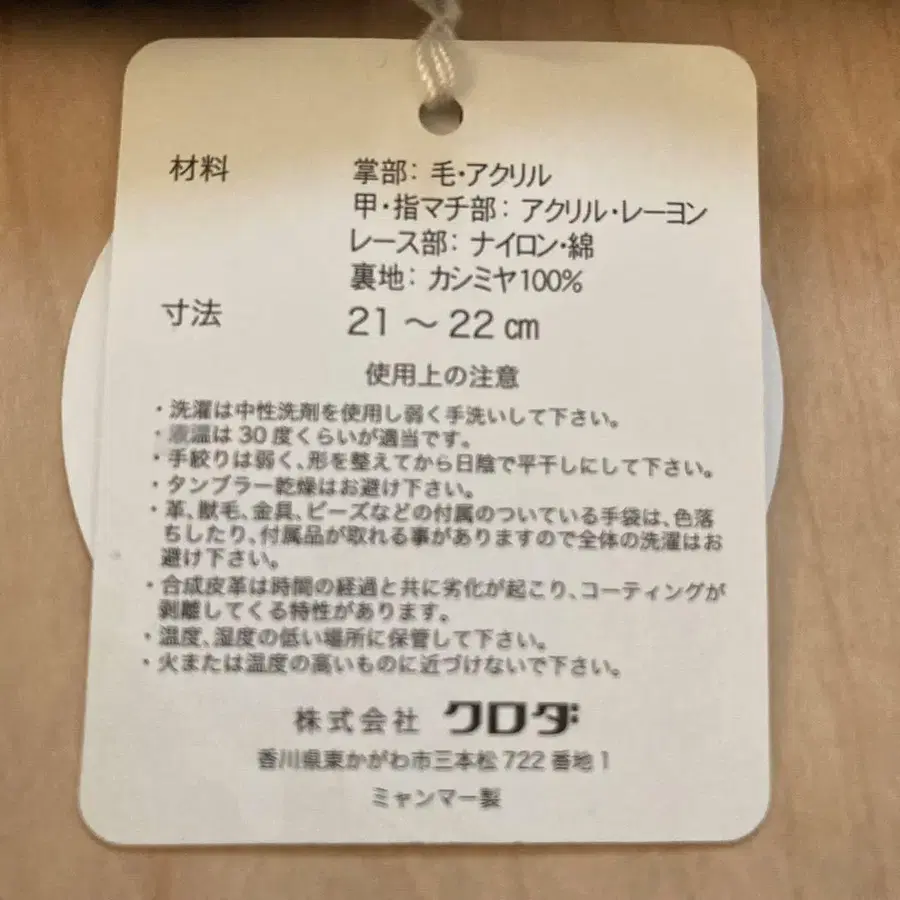 材料 掌部：毛・アクリル
甲・指マチ部：アクリル・レーヨン
レース部：ナイロン・綿
裏地：カシミヤ100%
寸法 21～22cm
使用上の注意
・洗濯は中性洗剤を使用し弱く手洗いして下さい。
・液温は30度くらいが適当です。
・手絞りは弱く、形を整えてから日陰で平干しにして下さい。
・タンブラー乾燥はお避け下さい。
・革、獣毛、金具、ビーズなどの付属のついている手袋は、色落
ちしたり、付属品が取れる事がありますので全体の洗濯はお
避け下さい。
・合成皮革は時間の経過と共に劣化が起こり、コーティングが
剥離してくる特性があります。
・温度、湿度の低い場所に保管して下さい。
・火または温度の高いものに近づけないで下さい。
株式会社 クロダ
香川県東かがわ市三本松722番地1
ミャンマー製